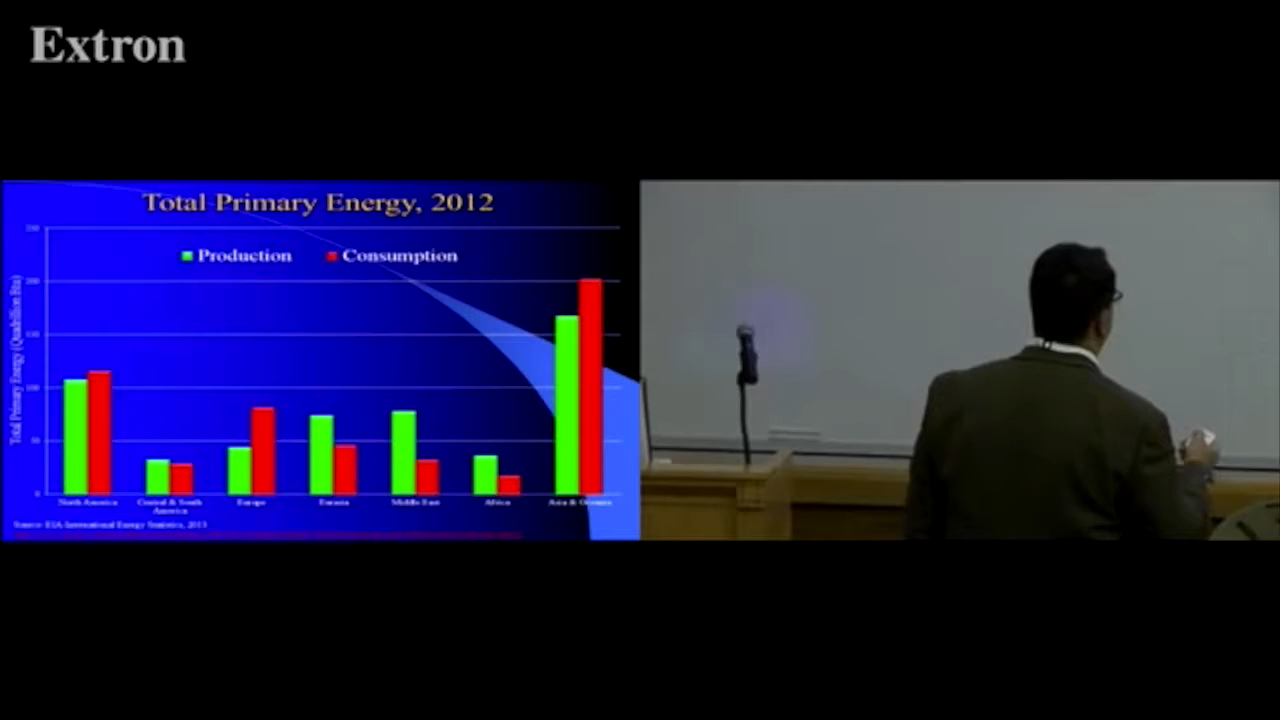 Extron
Total Primary Energy, 2012
250
Production
Consumption
Total Primary Energy (Quadrillion Btu)
200
150
100
50
0
North America
Central & South
America
Europe
Eurasia
Middle East
Africa
Asia & Oceania
Source: EIA International Energy Statistics, 2013